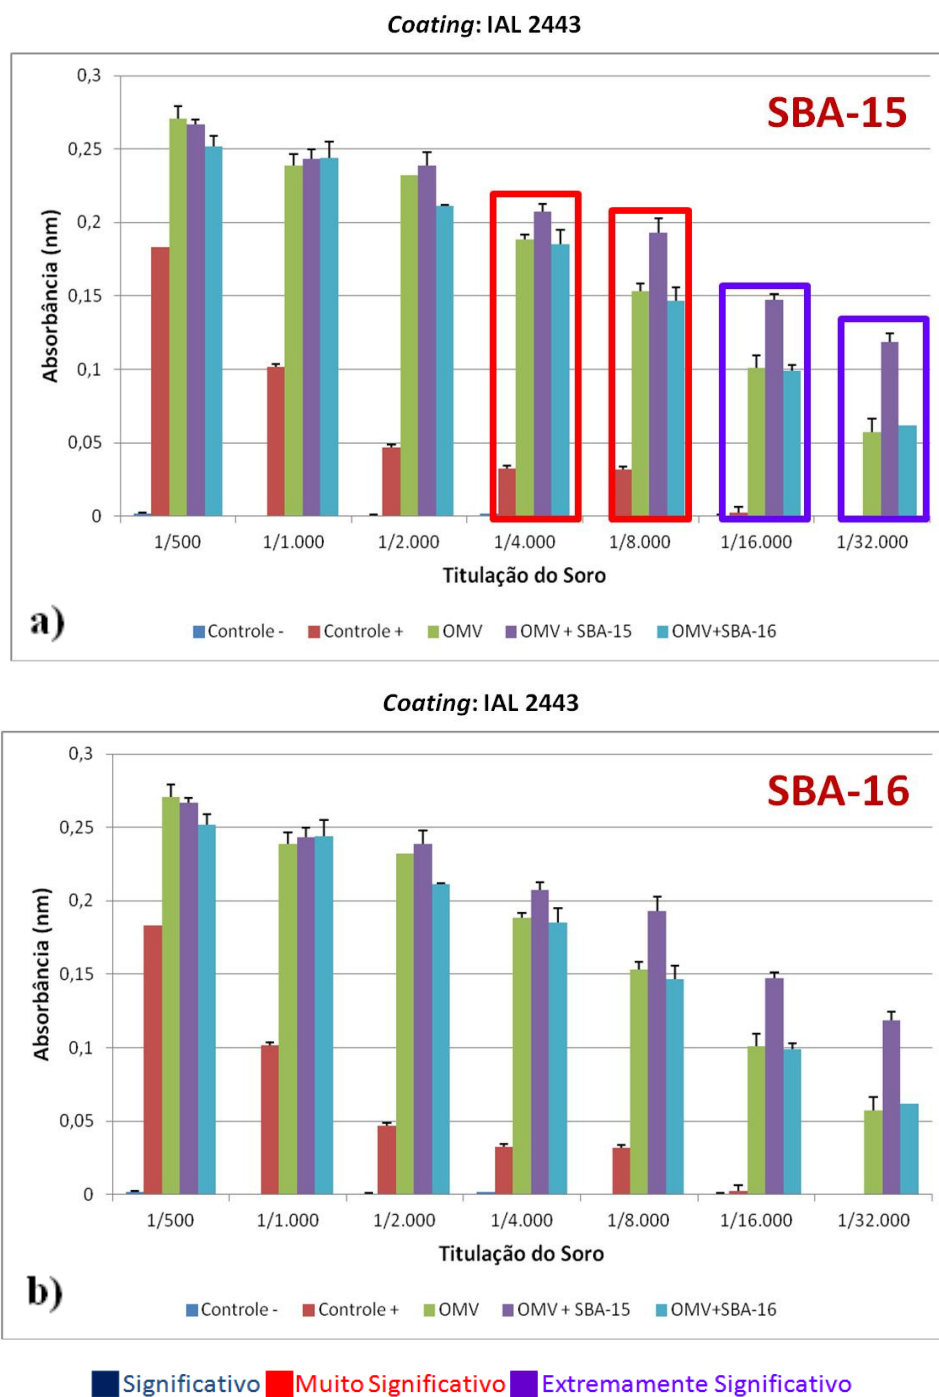 Coating: IAL 2443
SBA-15
0,3
0,25
0,2
0,15
0,1
0,05
0
Absorbância (nm)
1/500 1/1.000 1/2.000 1/4.000 1/8.000 1/16.000 1/32.000
Titulação do Soro
a)
Controle - Controle + OMV OMV + SBA-15 OMV+SBA-16
Coating: IAL 2443
SBA-16
0,3
0,25
0,2
0,15
0,1
0,05
0
Absorbância (nm)
1/500 1/1.000 1/2.000 1/4.000 1/8.000 1/16.000 1/32.000
Titulação do Soro
b)
Controle - Controle + OMV OMV + SBA-15 OMV+SBA-16
Significativo Muito Significativo Extremamente Significativo